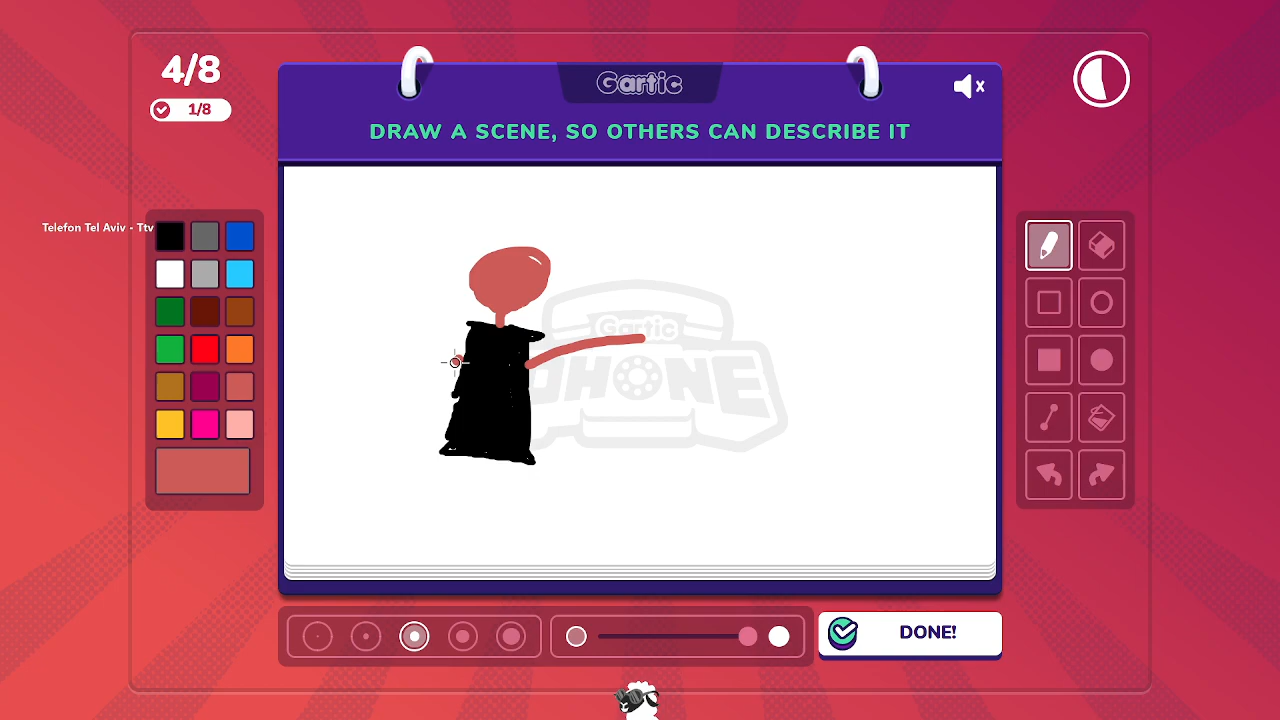 4/8
1/8
Gartic
DRAW A SCENE, SO OTHERS CAN DESCRIBE IT
Telefon Tel Aviv - Ttv
Gartic
PHONE
DONE!